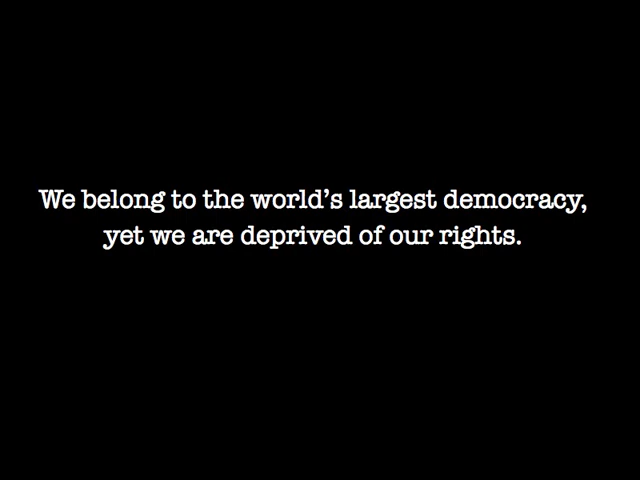 We belong to the world’s largest democracy,
yet we are deprived of our rights.